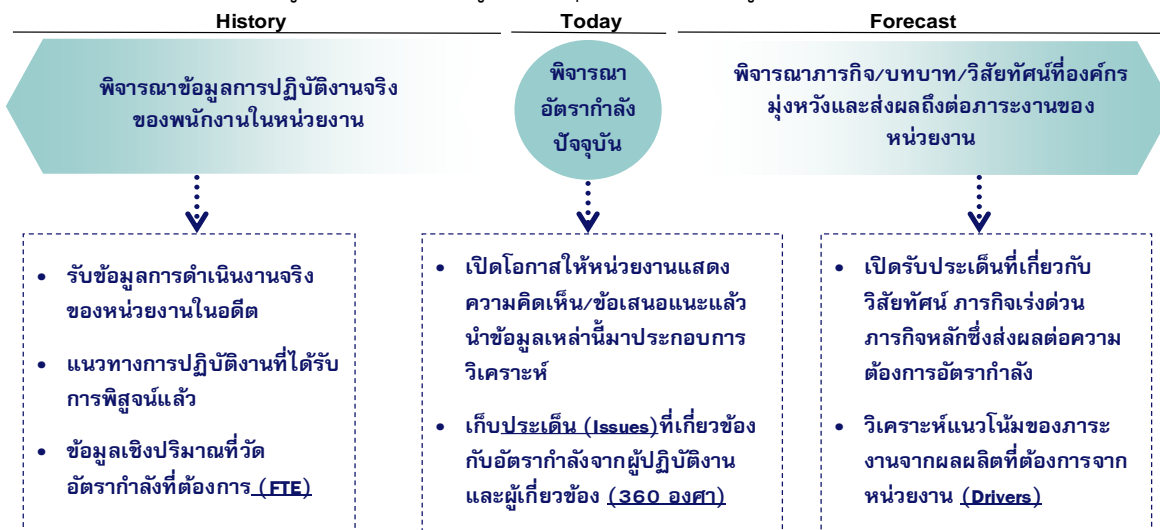 History
Today
Forecast
พิจารณาข้อมูลการปฏิบัติงานจริง
ของพนักงานในหน่วยงาน
พิจารณา
อัตรากำลัง
ปัจจุบัน
พิจารณาภารกิจ/บทบาท/วิสัยทัศน์ที่องค์กร
มุ่งหวังและส่งผลถึงต่อภาระงานของ
หน่วยงาน
• รับข้อมูลการดำเนินงานจริง
ของหน่วยงานในอดีต
• แนวทางการปฏิบัติงานที่ได้รับ
การพิสูจน์แล้ว
• ข้อมูลเชิงปริมาณที่วัด
อัตรากำลังที่ต้องการ (FTE)
• เปิดโอกาสให้หน่วยงานแสดง
ความคิดเห็น/ข้อเสนอแนะแล้ว
นำข้อมูลเหล่านี้มาประกอบการ
วิเคราะห์
• เก็บประเด็น (Issues)ที่เกี่ยวข้อง
กับอัตรากำลังจากผู้ปฏิบัติงาน
และผู้เกี่ยวข้อง (360 องศา)
• เปิดรับประเด็นที่เกี่ยวกับ
วิสัยทัศน์ ภารกิจเร่งด่วน
ภารกิจหลักซึ่งส่งผลต่อความ
ต้องการอัตรากำลัง
• วิเคราะห์แนวโน้มของภาระ
งานจากผลผลิตที่ต้องการจาก
หน่วยงาน (Drivers)